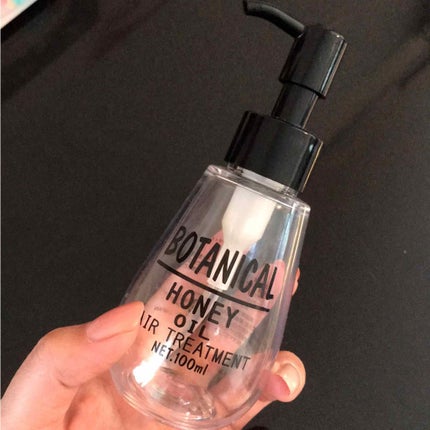 BOTANICAL
HONEY
OIL
AIR TREATMENT
NET.100ml